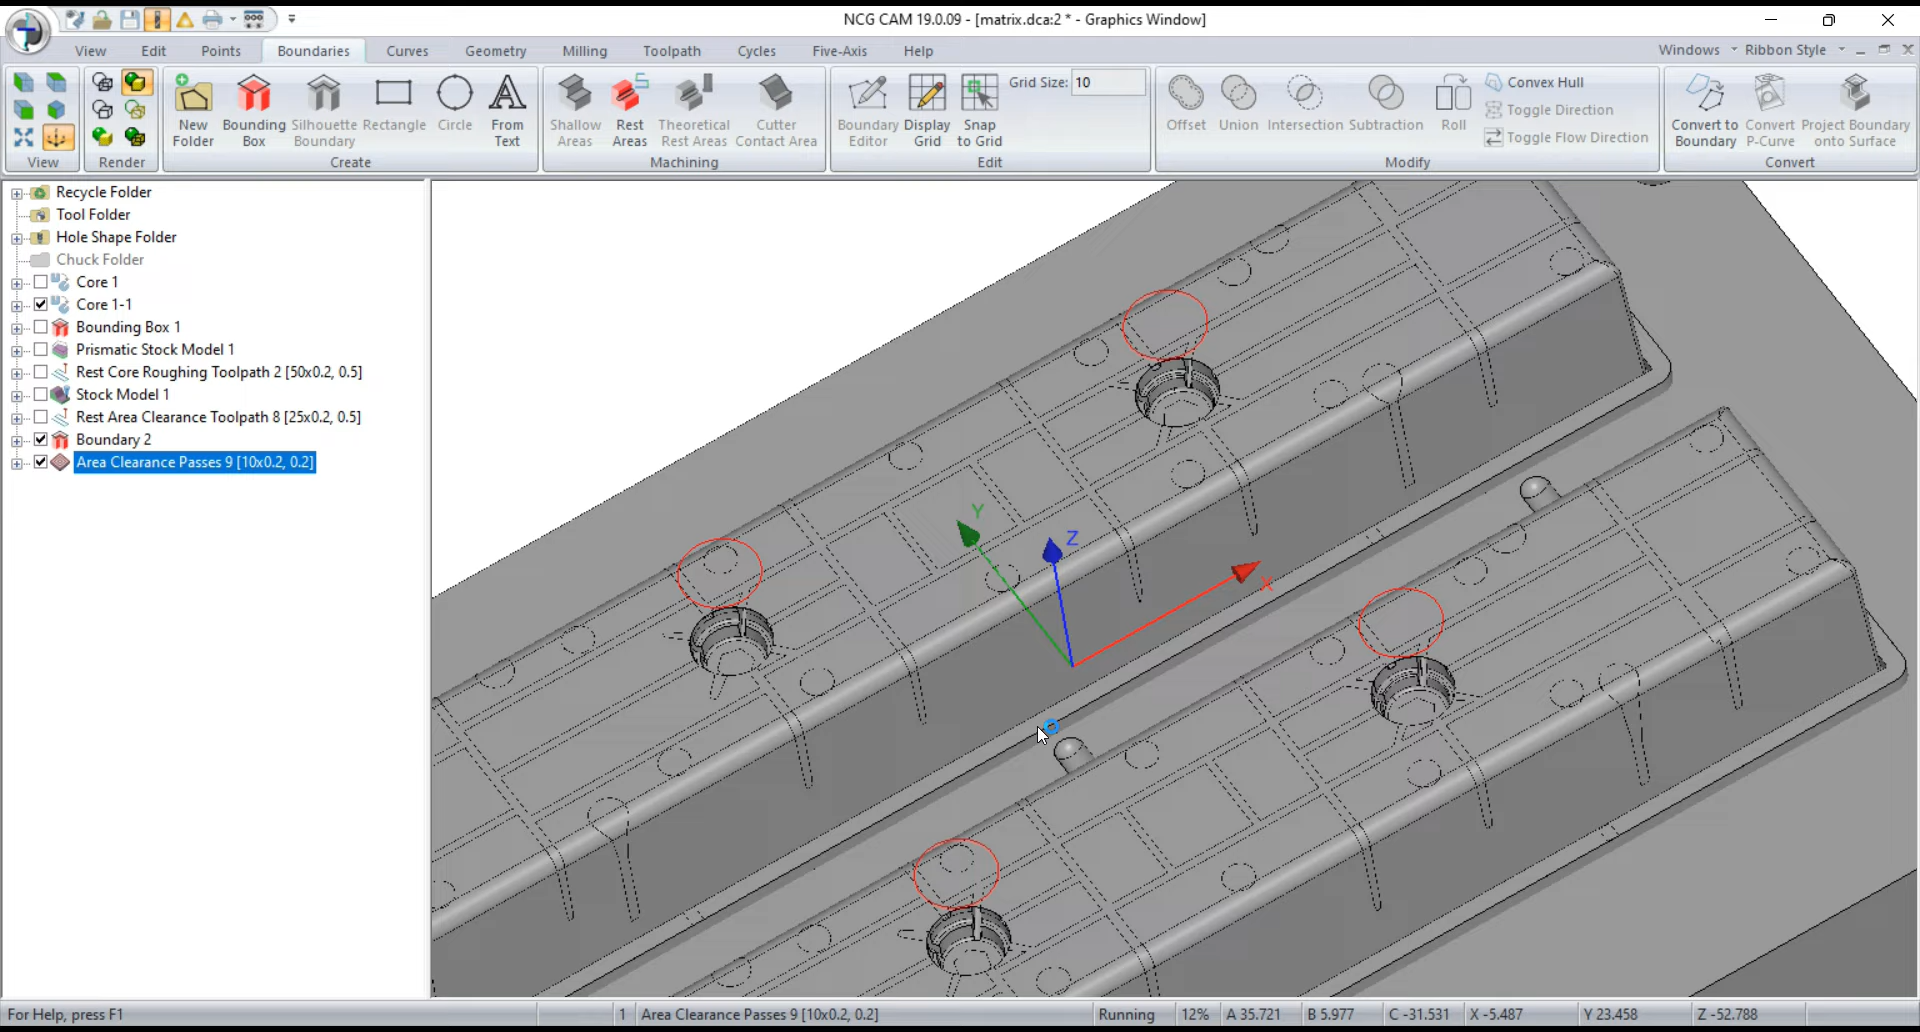 NCG CAM 19.0.09 - [matrix.dca:2 * - Graphics Window]
View Edit Points Boundaries Curves Geometry Milling Toolpath Cycles Five-Axis Help Windows Ribbon Style
View
Render
New Folder
Bounding Box
Silhouette Boundary
Rectangle
Circle
From Text
Create
Shallow Areas
Rest Areas
Theoretical Rest Areas
Cutter Contact Area
Machining
Boundary Editor
Display Grid
Snap to Grid
Grid Size: 10
Edit
Offset
Union
Intersection
Subtraction
Roll
Convex Hull
Toggle Direction
Toggle Flow Direction
Modify
Convert to Boundary
Convert P-Curve
Project Boundary onto Surface
Convert
Recycle Folder
Tool Folder
Hole Shape Folder
Chuck Folder
Core 1
Core 1-1
Bounding Box 1
Prismatic Stock Model 1
Rest Core Roughing Toolpath 2 [50x0.2, 0.5]
Stock Model 1
Rest Area Clearance Toolpath 8 [25x0.2, 0.5]
Boundary 2
Area Clearance Passes 9 [10x0.2, 0.2]
Y
Z
X
For Help, press F1 1 Area Clearance Passes 9 [10x0.2, 0.2] Running 12% A 35.721 B 5.977 C -31.531 X -5.487 Y 23.458 Z -52.788